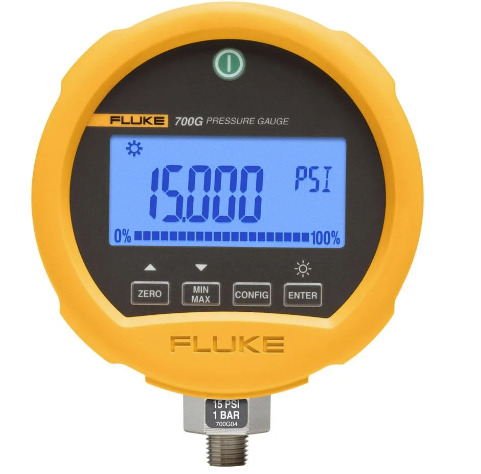 FLUKE 700G PRESSURE GAUGE
15.000 PSI
0% 100%
ZERO MIN MAX CONFIG ENTER
FLUKE
15 PSI
1 BAR
700G04